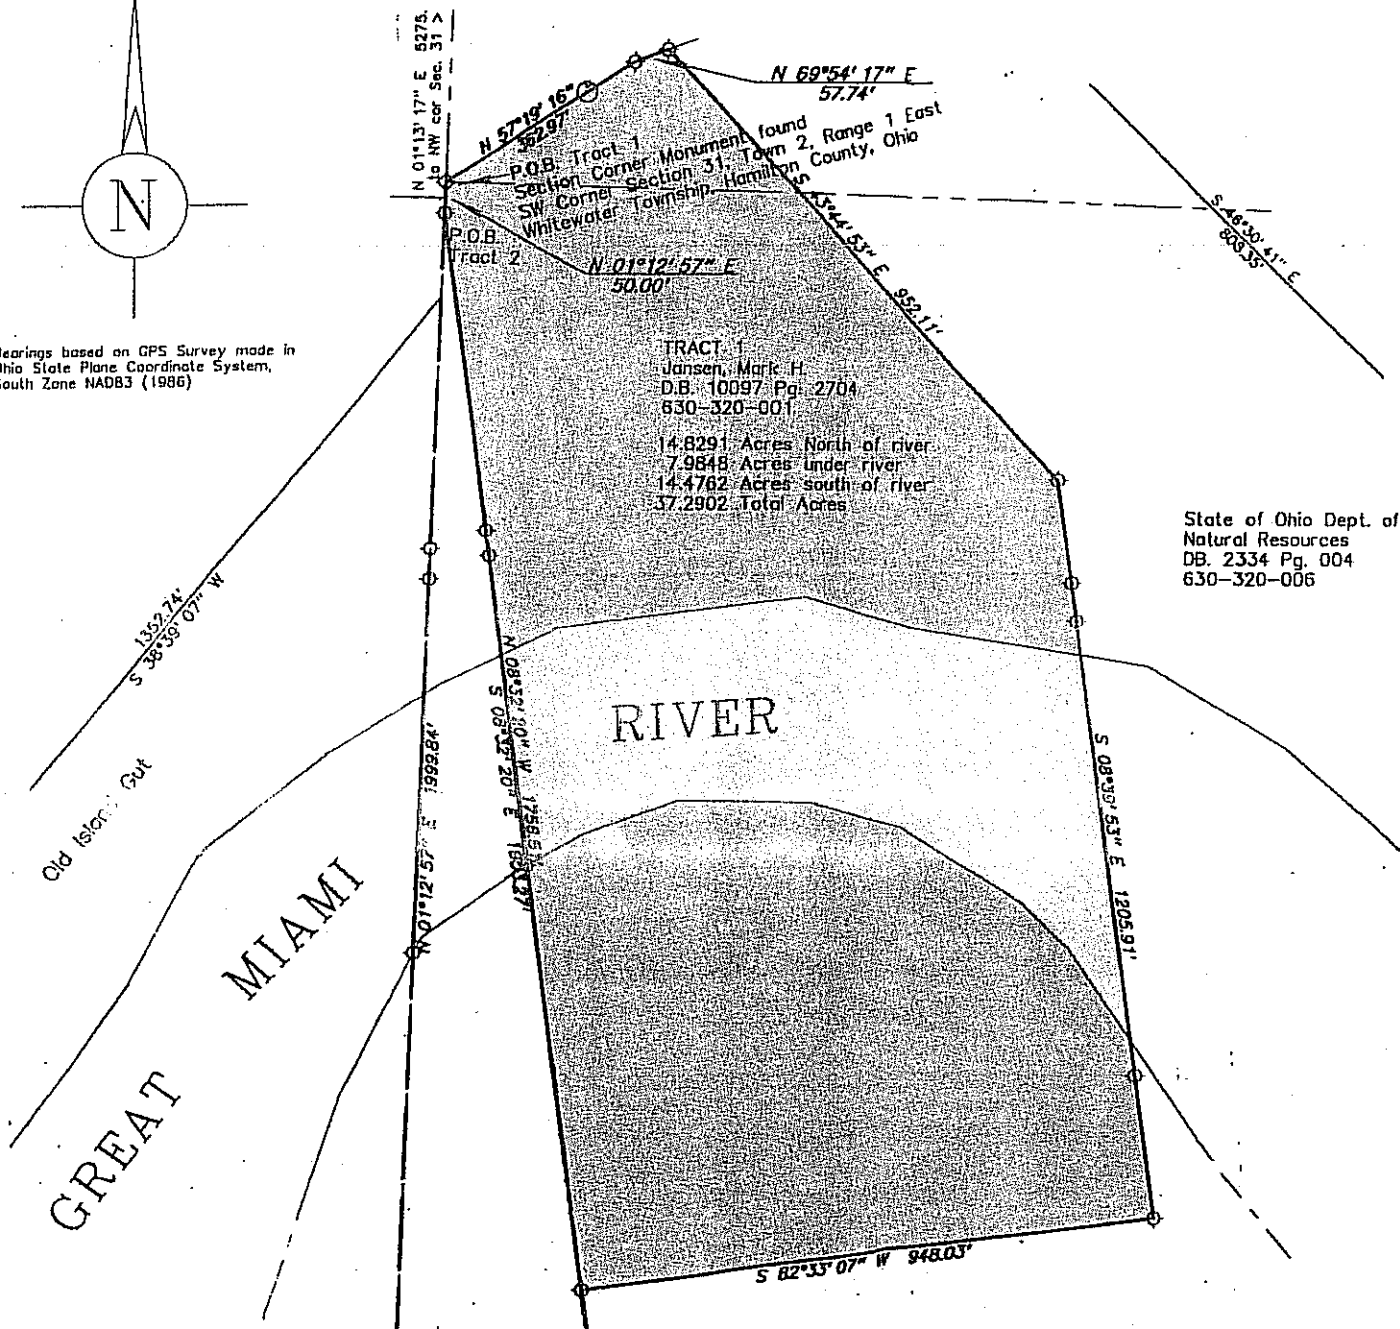 N
Bearings based on GPS Survey made in
Ohio State Plane Coordinate System,
South Zone NAD83 (1986)
N 01°13' 17" E 5275.
to NW cor Sec. 31 >
N 57°19' 16"
362.97'
N 69°54' 17" E
57.74'
P.O.B. Tract 1
Section Corner Monument found
SW Corner Section 31, Town 2, Range 1 East
Whitewater Township, Hamilton County, Ohio
P.O.B.
Tract 2
N 01°12' 57" E
50.00'
S 43°44' 53" E 952.11'
S 46°30' 41" E
803.35'
TRACT 1
Jansen, Mark H.
D.B. 10097 Pg. 2704
630-320-001
14.8291 Acres North of river
7.9848 Acres under river
14.4762 Acres south of river
37.2902 Total Acres
State of Ohio Dept. of
Natural Resources
DB. 2334 Pg. 004
630-320-006
1352.74'
S 38°39' 07" W
Old Island Gut
N 01°12' 57" E 1999.84'
S 08°32' 20" E
RIVER
S 08°39' 53" E 1205.91'
MIAMI
GREAT
S 82°33' 07" W 948.03'